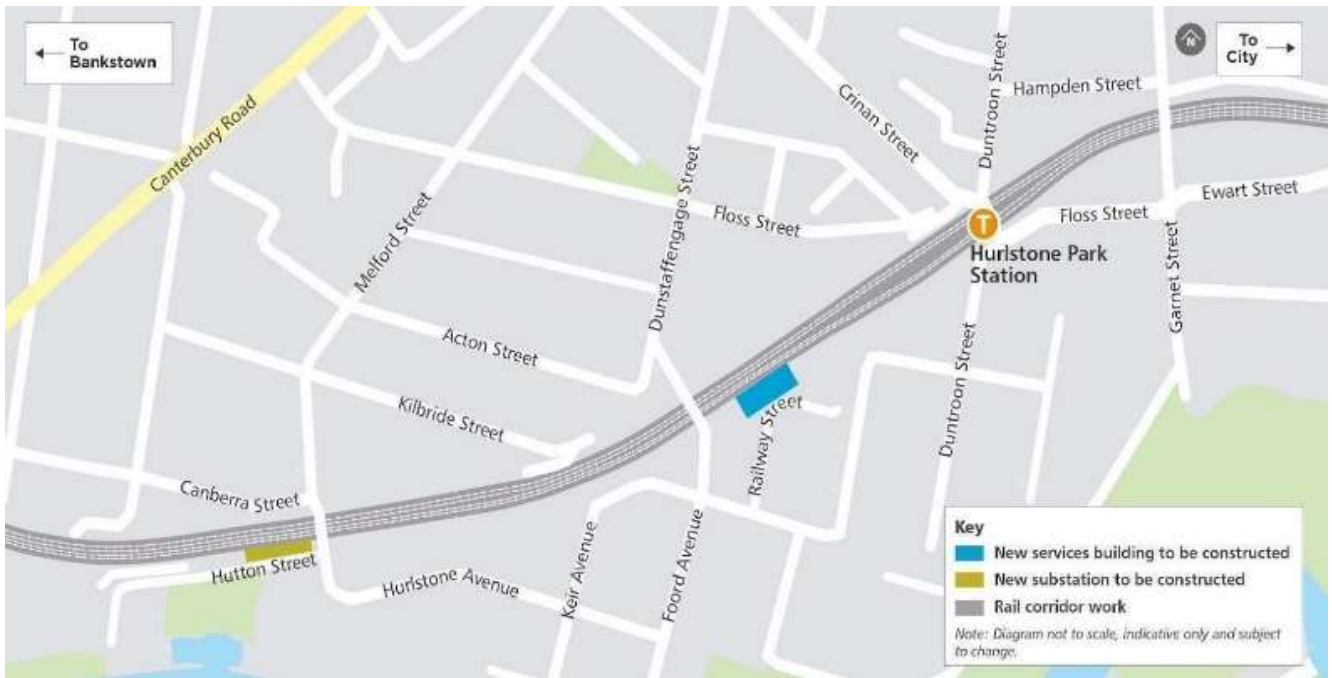 To
Bankstown
N
To
City
Canterbury Road
Crinan Street
Duntroon Street
Hampden Street
Melford Street
Dunstaffengage Street
Floss Street
T
Floss Street
Ewart Street
Hurlstone Park
Station
Garnet Street
Acton Street
Kilbride Street
Railway Street
Duntroon Street
Canberra Street
Hutton Street
Hurlstone Avenue
Keir Avenue
Foord Avenue
Key
New services building to be constructed
New substation to be constructed
Rail corridor work
Note: Diagram not to scale, indicative only and subject
to change.